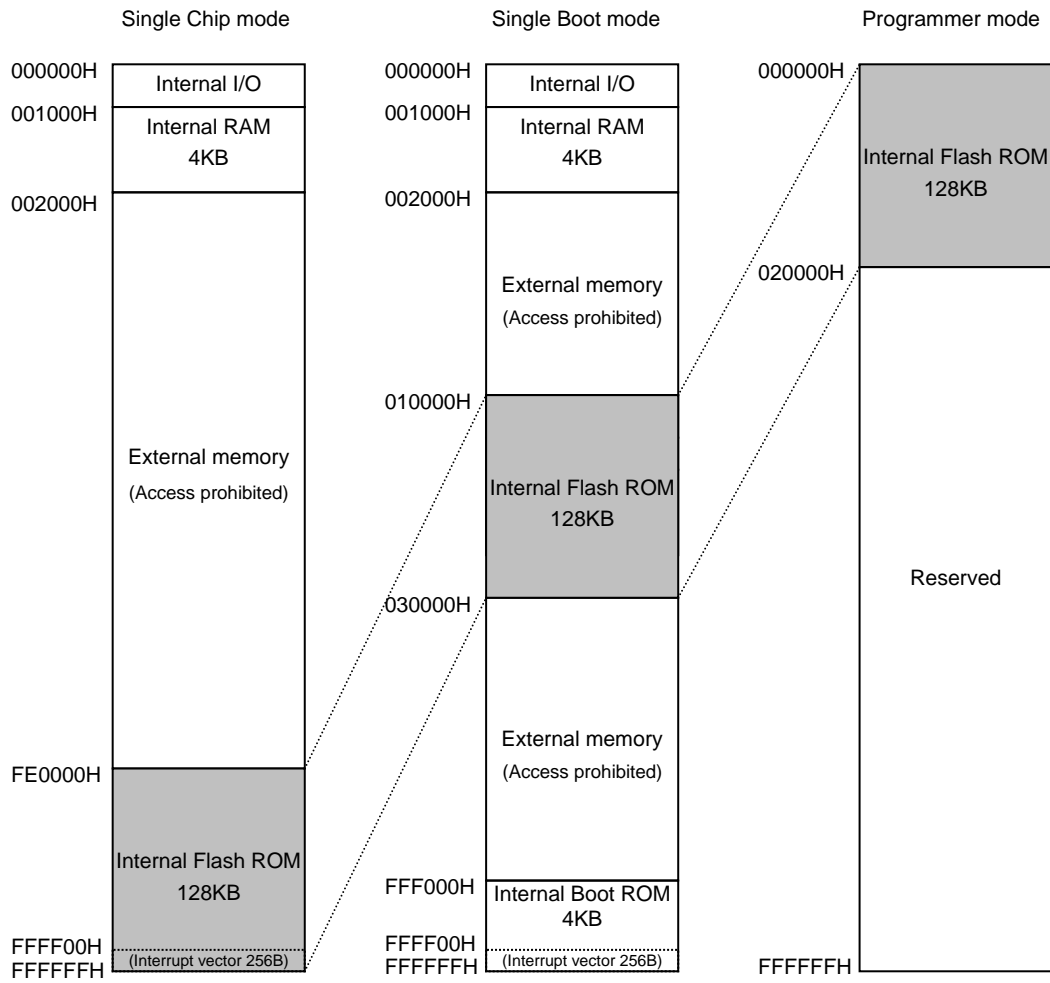 Single Chip mode
000000H
Internal I/O
001000H
Internal RAM
4KB
002000H
External memory
(Access prohibited)
FE0000H
Internal Flash ROM
128KB
FFFF00H
(Interrupt vector 256B)
FFFFFFH
Single Boot mode
000000H
Internal I/O
001000H
Internal RAM
4KB
002000H
External memory
(Access prohibited)
010000H
Internal Flash ROM
128KB
030000H
External memory
(Access prohibited)
FFF000H
Internal Boot ROM
4KB
FFFF00H
(Interrupt vector 256B)
FFFFFFH
Programmer mode
000000H
Internal Flash ROM
128KB
020000H
Reserved
FFFFFFH